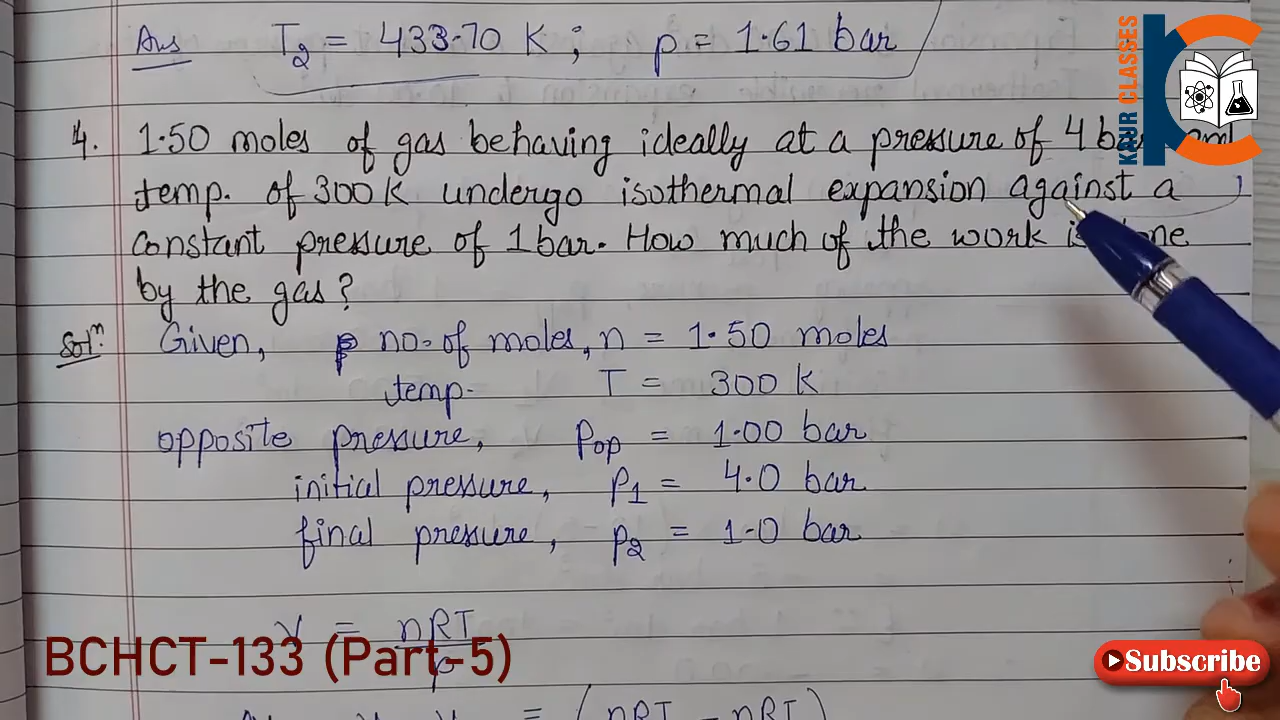 Ans T2 = 433.70 K ; p = 1.61 bar
KAUR CLASSES
4. 1.50 moles of gas behaving ideally at a pressure of 4 bar
temp. of 300K undergo isothermal expansion against a
constant pressure of 1 bar. How much of the work is done
by the gas?
Solⁿ. Given, no. of moles, n = 1.50 moles
temp. T = 300 K
opposite pressure, Pop = 1.00 bar
initial pressure, P1 = 4.0 bar
final pressure, P2 = 1.0 bar
V = nRT
p
BCHCT-133 (Part-5)
Subscribe
= (nRT - nRT)